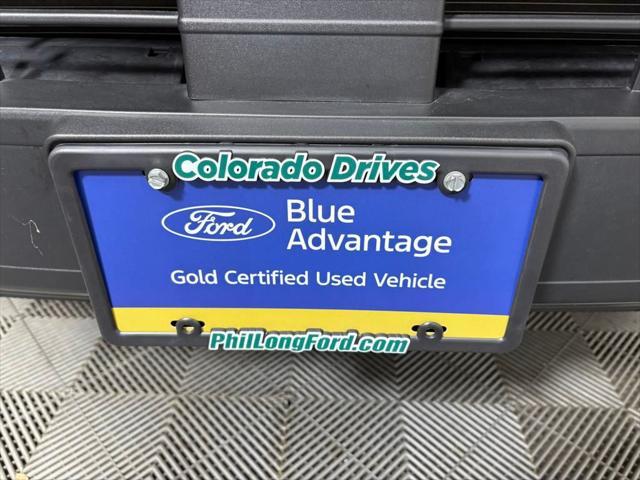 Colorado Drives
Ford
Blue
Advantage
Gold Certified Used Vehicle
PhilLongFord.com